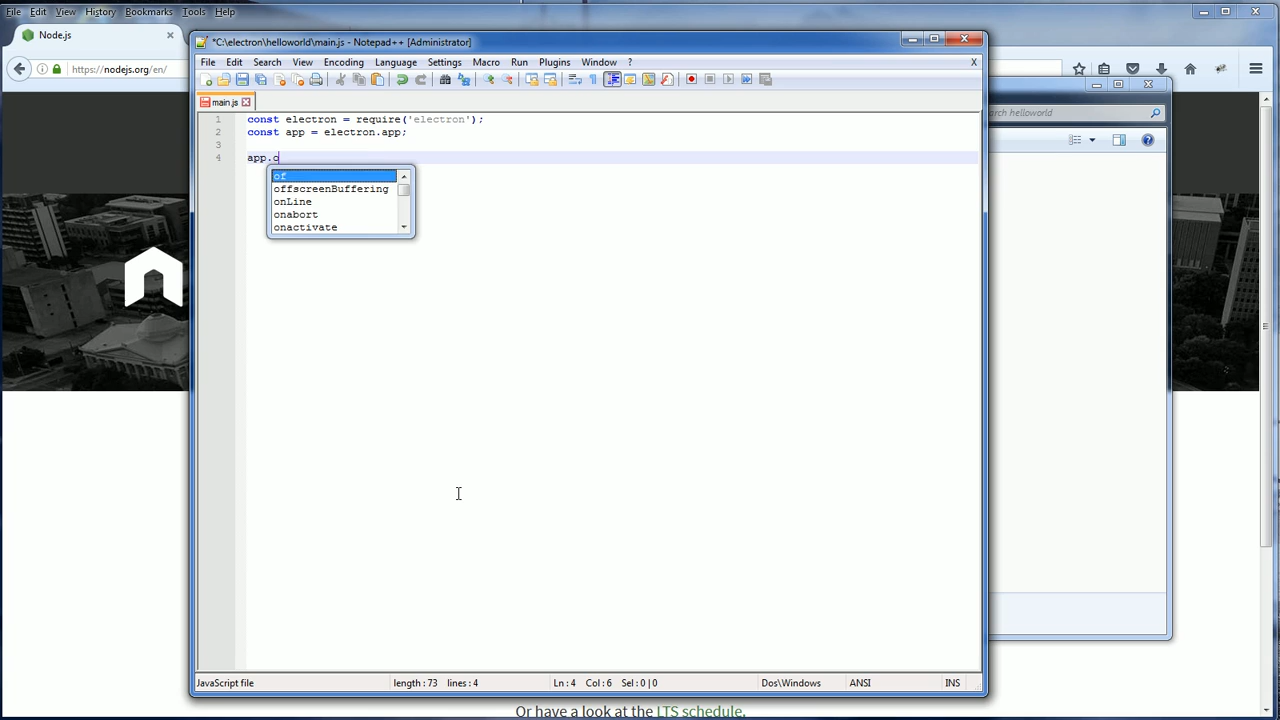 File Edit View History Bookmarks Tools Help
Node.js
https://nodejs.org/en/
*C:\electron\helloworld\main.js - Notepad++ [Administrator]
File Edit Search View Encoding Language Settings Macro Run Plugins Window ? X
main.js
1 const electron = require('electron');
2 const app = electron.app;
3
4 app.o
of
offscreenBuffering
onLine
onabort
onactivate
earch helloworld
JavaScript file length : 73 lines : 4 Ln : 4 Col : 6 Sel : 0 | 0 Dos\Windows ANSI INS
Or have a look at the LTS schedule.